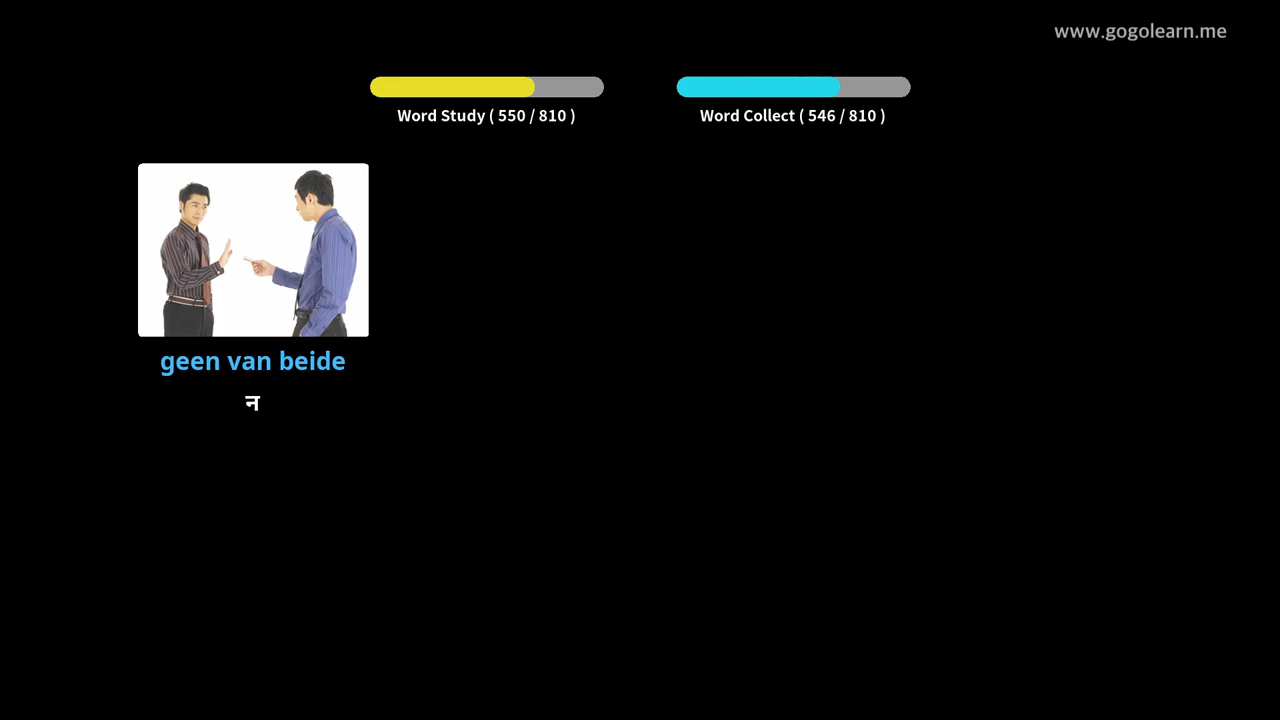 www.gogolearn.me
Word Study ( 550 / 810 )
Word Collect ( 546 / 810 )
geen van beide
न